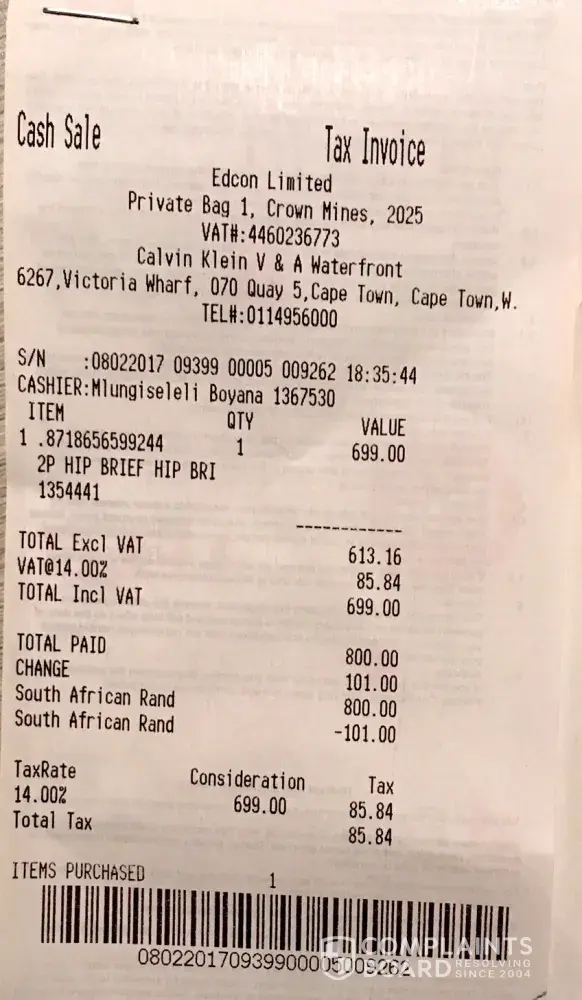 Cash Sale Tax Invoice
Edcon Limited
Private Bag 1, Crown Mines, 2025
VAT#:4460236773
Calvin Klein V & A Waterfront
6267,Victoria Wharf, 070 Quay 5,Cape Town, Cape Town,W.
TEL#:0114956000
S/N :08022017 09399 00005 009262 18:35:44
CASHIER:Mlungiseleli Boyana 1367530
ITEM QTY VALUE
1 .8718656599244 1 699.00
2P HIP BRIEF HIP BRI
1354441
------------
TOTAL Excl VAT 613.16
VAT@14.00% 85.84
TOTAL Incl VAT 699.00
TOTAL PAID 800.00
CHANGE 101.00
South African Rand 800.00
South African Rand -101.00
TaxRate Consideration Tax
14.00% 699.00 85.84
Total Tax 85.84
ITEMS PURCHASED 1
080220170939900005009262
COMPLAINTS
BOARD RESOLVING
SINCE 2004